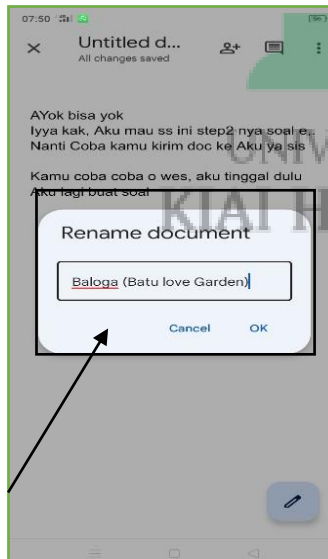 07:50
Untitled d...
All changes saved
AYok bisa yok
Iyya kak, Aku mau ss ini step2 nya soal e,
Nanti Coba kamu kirim doc ke Aku ya sis
UNIV
Kamu coba coba o wes, aku tinggal dulu
Aku lagi buat soal
KIAI H
Rename document
Baloga (Batu love Garden)
Cancel OK